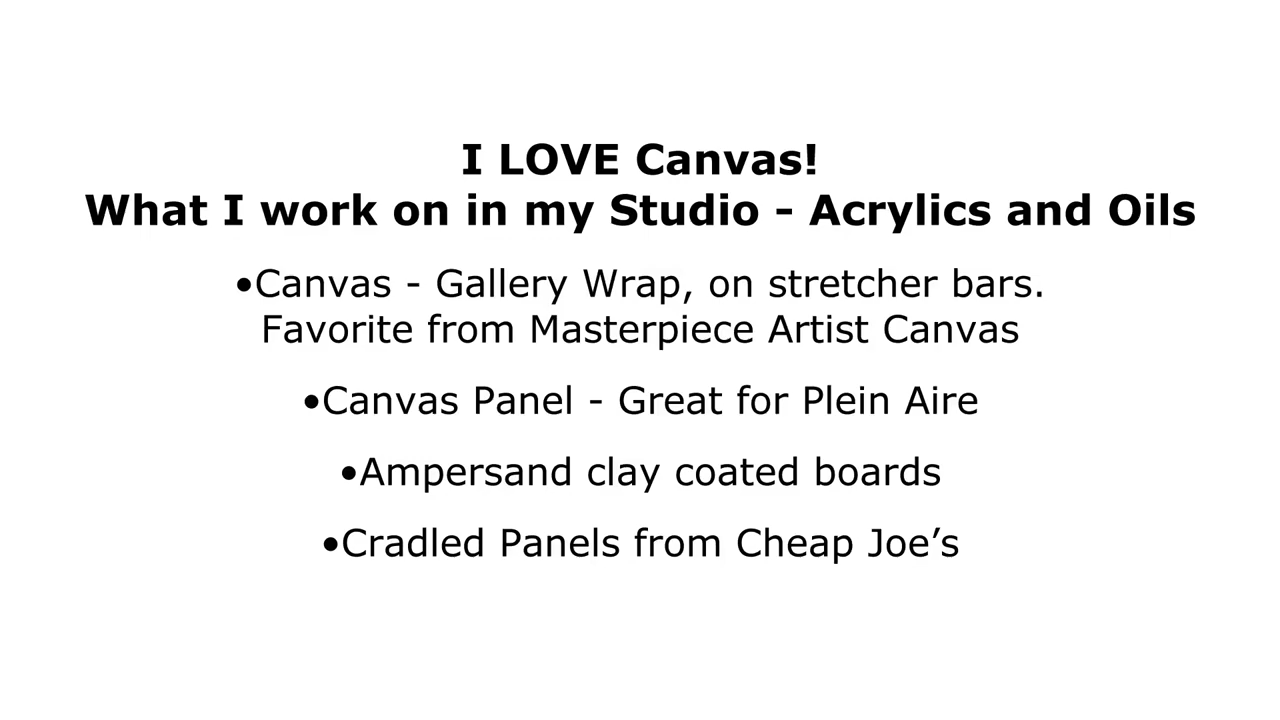 I LOVE Canvas!
What I work on in my Studio - Acrylics and Oils
•Canvas - Gallery Wrap, on stretcher bars.
Favorite from Masterpiece Artist Canvas
•Canvas Panel - Great for Plein Aire
•Ampersand clay coated boards
•Cradled Panels from Cheap Joe’s